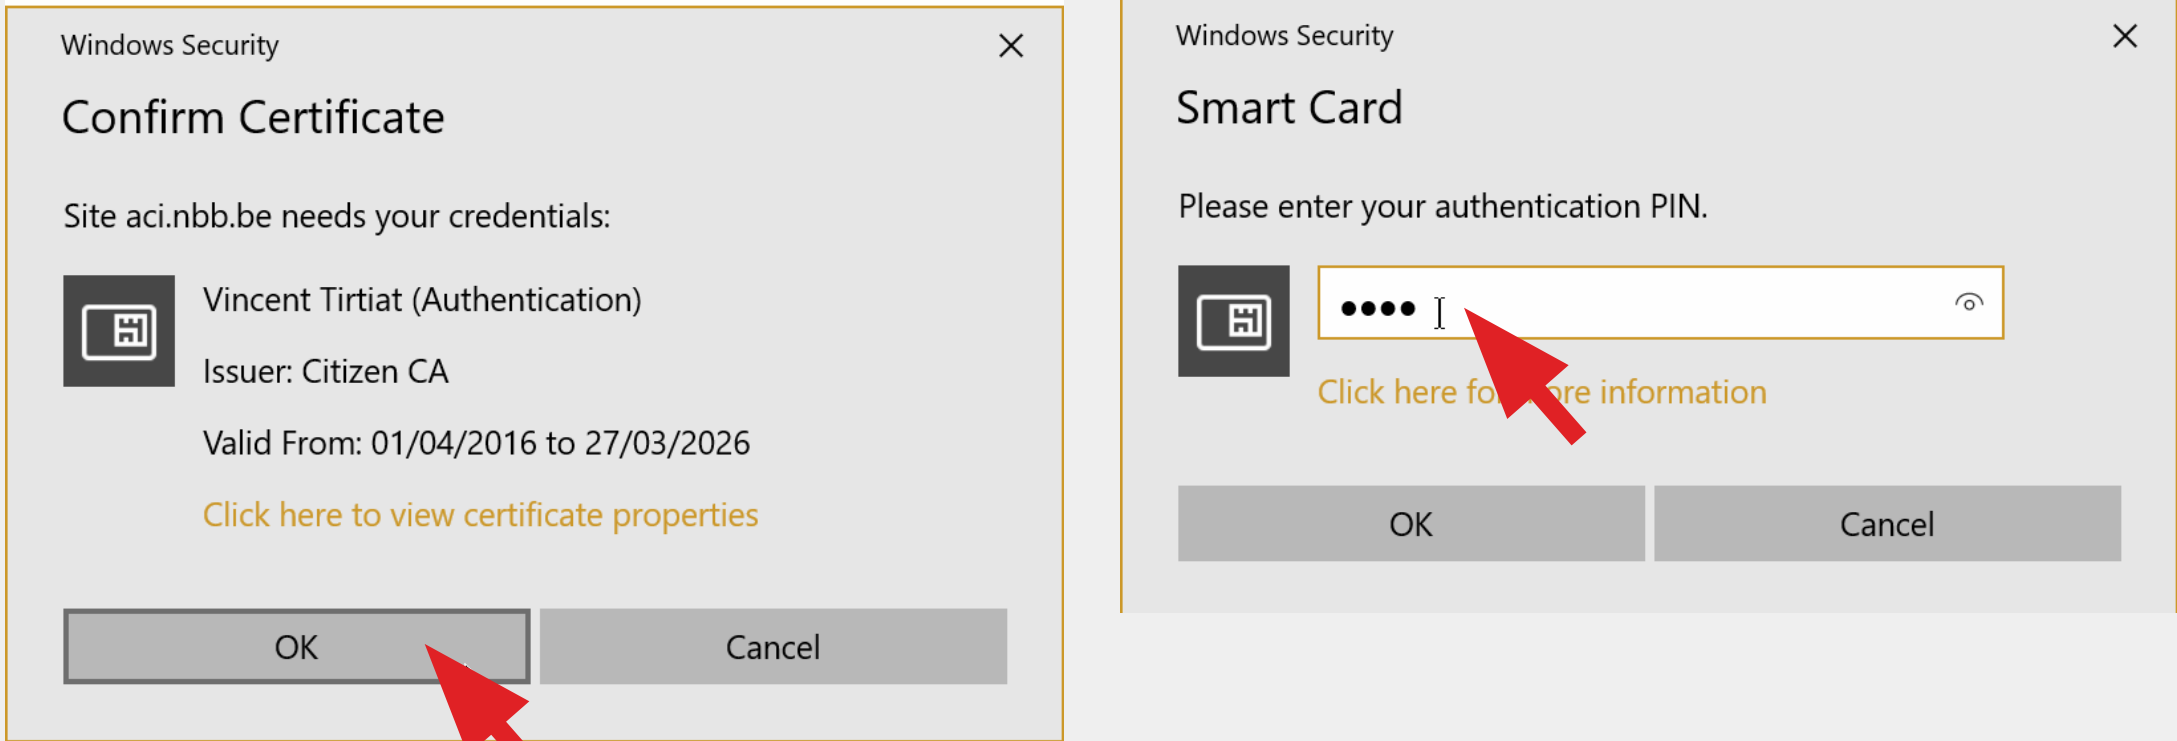 Windows Security
Confirm Certificate
Site aci.nbb.be needs your credentials:
Vincent Tirtiat (Authentication)
Issuer: Citizen CA
Valid From: 01/04/2016 to 27/03/2026
Click here to view certificate properties
OK
Cancel
Windows Security
Smart Card
Please enter your authentication PIN.
Click here for more information
OK
Cancel